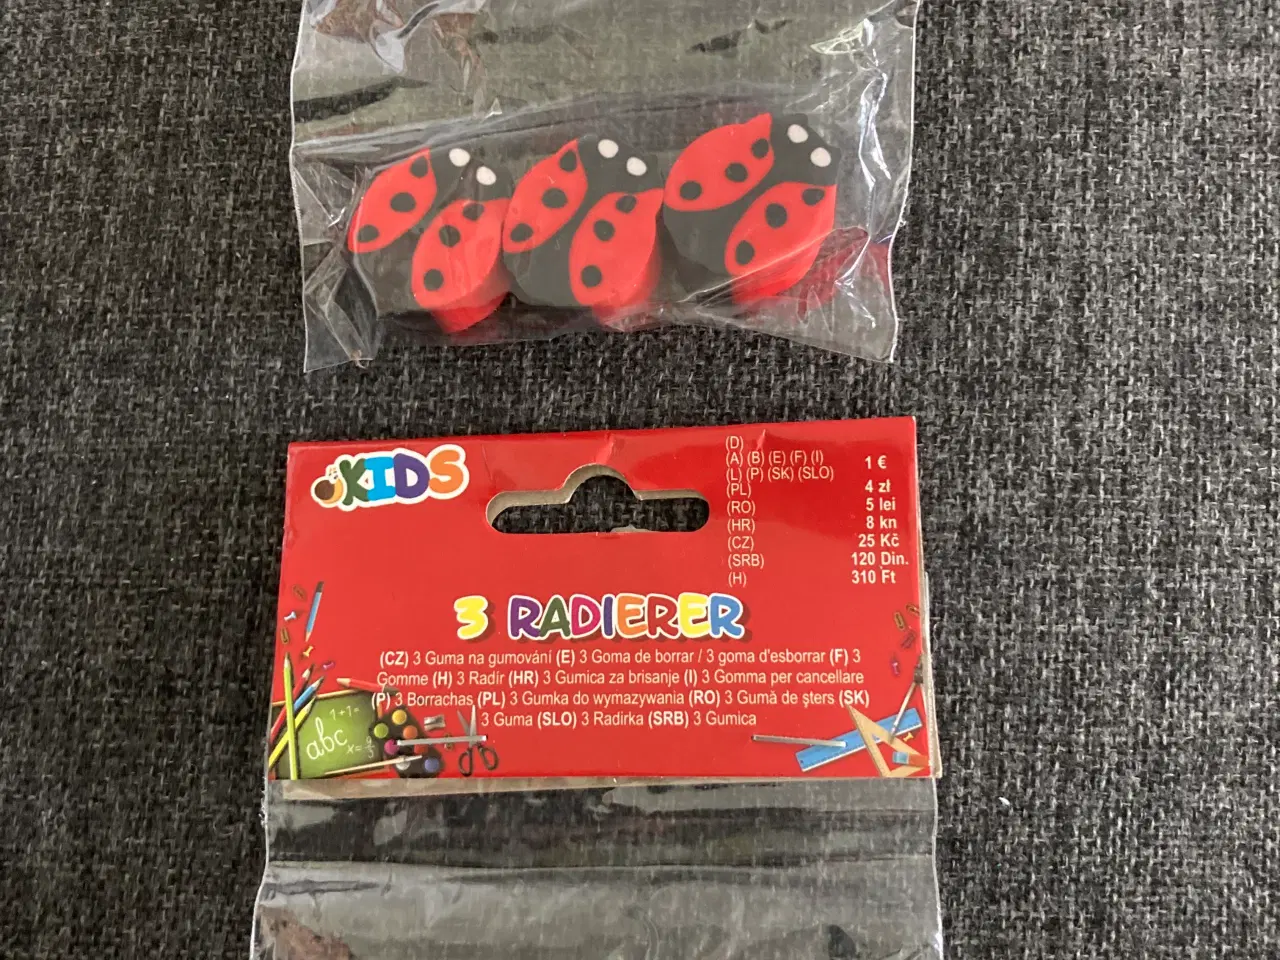 KIDS
(D)
(A) (B) (E) (F) (I)
(L) (P) (SK) (SLO) 1 €
(PL) 4 zł
(RO) 5 lei
(HR) 8 kn
(CZ) 25 Kč
(SRB) 120 Din.
(H) 310 Ft
3 RADIERER
(CZ) 3 Guma na gumování (E) 3 Goma de borrar / 3 goma d'esborrar (F) 3
Gomme (H) 3 Radír (HR) 3 Gumica za brisanje (I) 3 Gomma per cancellare
(P) 3 Borrachas (PL) 3 Gumka do wymazywania (RO) 3 Gumă de șters (SK)
3 Guma (SLO) 3 Radirka (SRB) 3 Gumica
1+1=
abc
x=